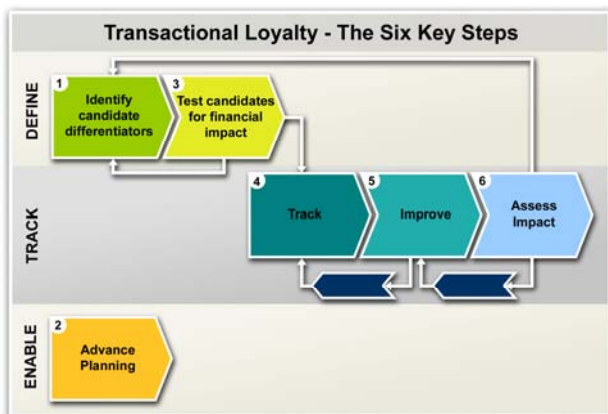 Transactional Loyalty - The Six Key Steps
DEFINE
1
Identify
candidate
differentiators
3
Test candidates
for financial
impact
TRACK
4
Track
5
Improve
6
Assess
Impact
ENABLE
2
Advance
Planning